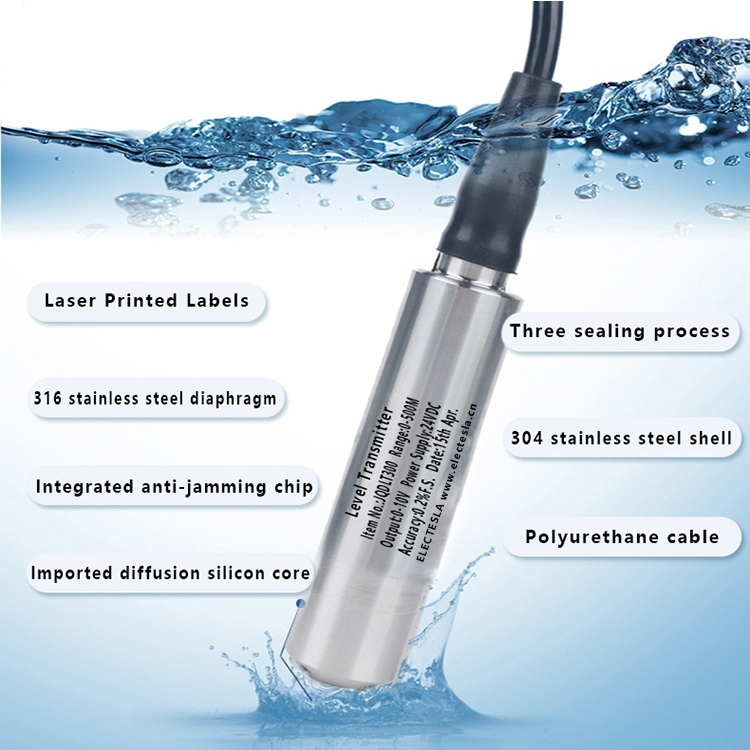 Laser Printed Labels
316 stainless steel diaphragm
Integrated anti-jamming chip
Imported diffusion silicon core
Three sealing process
304 stainless steel shell
Polyurethane cable
Level Transmitter
Item No.:JQDLT300 Range:0-500M
Output:0-10V Power Supply:24VDC
Accuracy:0.2%F.S. Date:15th Apr.
ELECTESLA www.electesla.cn